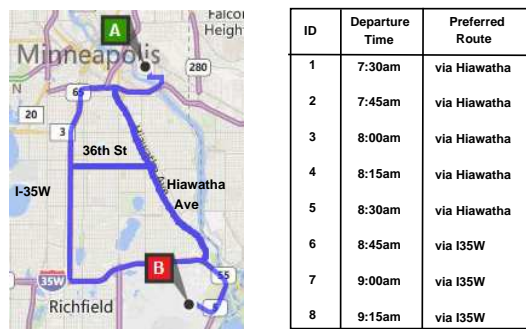 Falcon
Heigh
A
Minneapolis
280
65
20
3
36th St
Hiawatha Ave
Hiawatha
Ave
I-35W
B
35W
55
5
Richfield
ID Departure Time Preferred Route
1 7:30am via Hiawatha
2 7:45am via Hiawatha
3 8:00am via Hiawatha
4 8:15am via Hiawatha
5 8:30am via Hiawatha
6 8:45am via I35W
7 9:00am via I35W
8 9:15am via I35W